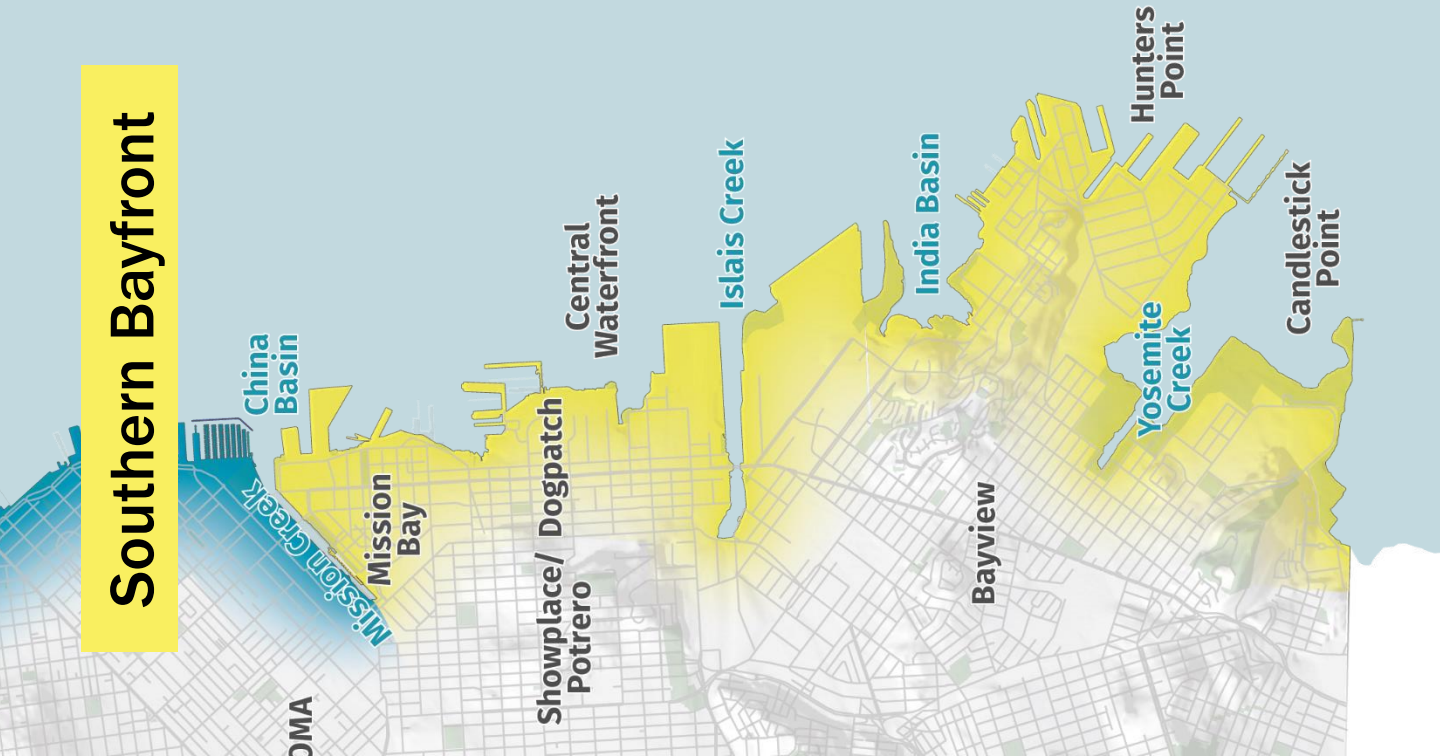 Southern Bayfront
China
Basin
Mission Creek
Mission
Bay
OMA
Central
Waterfront
Showplace/ Dogpatch
Potrero
Islais Creek
India Basin
Bayview
Hunters
Point
Yosemite
Creek
Candlestick
Point